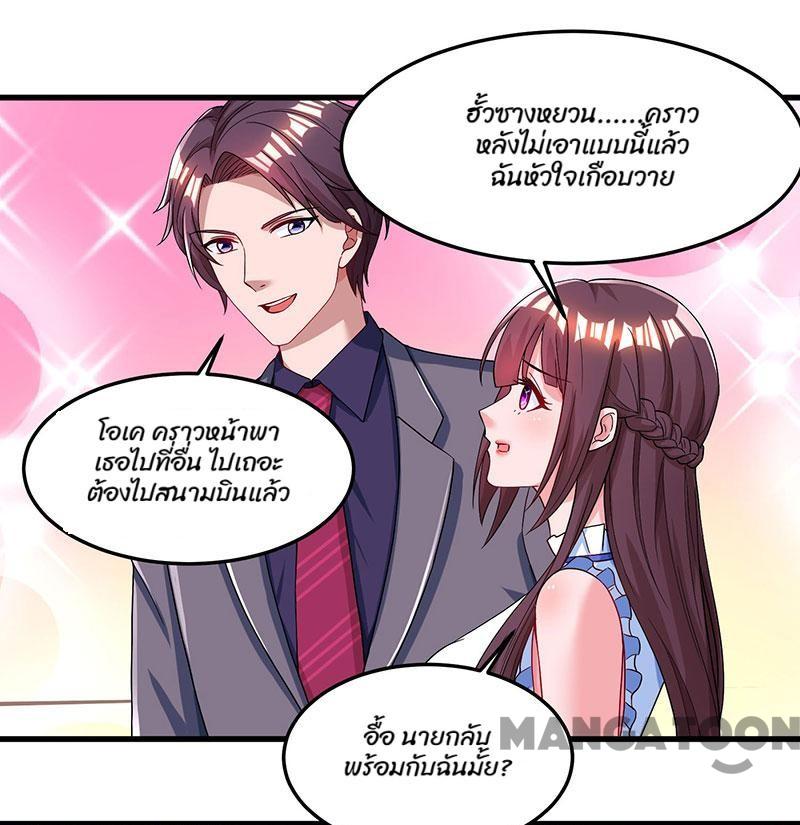 ฮั้วซางหยวน......คราว
หลังไม่เอาแบบนี้แล้ว
ฉันหัวใจเกือบวาย
โอเค คราวหน้าพา
เธอไปที่อื่น ไปเถอะ
ต้องไปสนามบินแล้ว
อื้อ นายกลับ
พร้อมกับฉันมั้ย?
MANGATOON